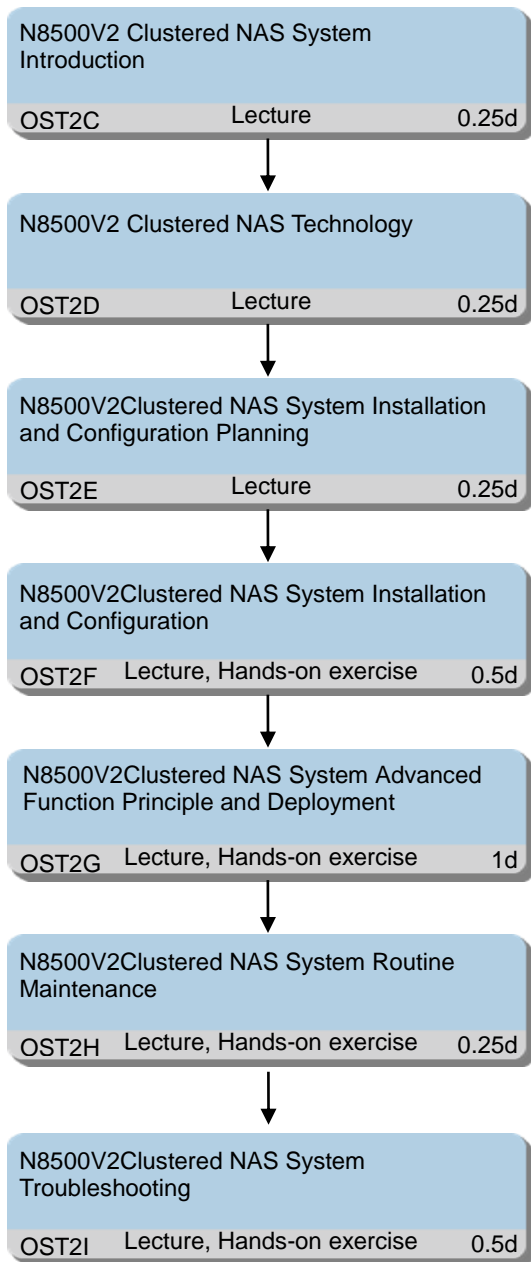 N8500V2 Clustered NAS System
Introduction
OST2C Lecture 0.25d
N8500V2 Clustered NAS Technology
OST2D Lecture 0.25d
N8500V2Clustered NAS System Installation
and Configuration Planning
OST2E Lecture 0.25d
N8500V2Clustered NAS System Installation
and Configuration
OST2F Lecture, Hands-on exercise 0.5d
N8500V2Clustered NAS System Advanced
Function Principle and Deployment
OST2G Lecture, Hands-on exercise 1d
N8500V2Clustered NAS System Routine
Maintenance
OST2H Lecture, Hands-on exercise 0.25d
N8500V2Clustered NAS System
Troubleshooting
OST2I Lecture, Hands-on exercise 0.5d